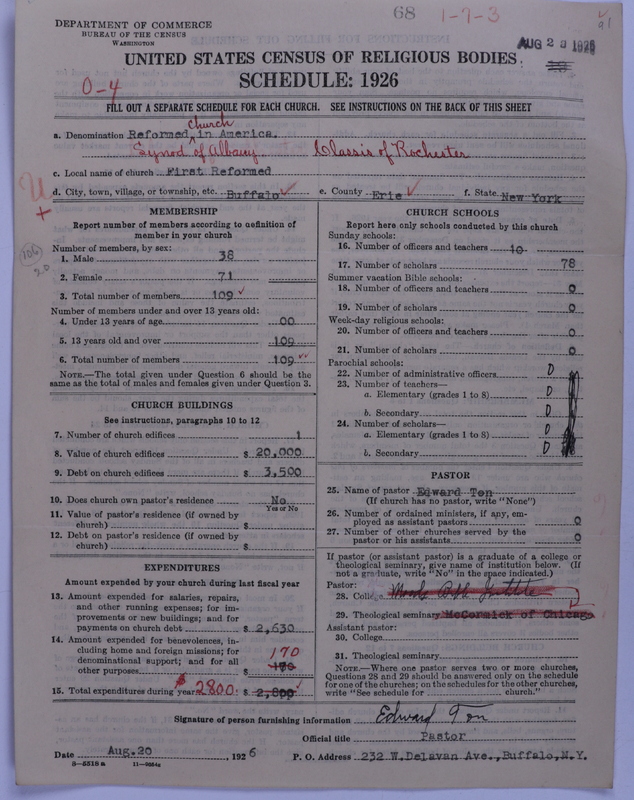 68 1-7-3
91
DEPARTMENT OF COMMERCE
BUREAU OF THE CENSUS
WASHINGTON
AUG 23 1926
UNITED STATES CENSUS OF RELIGIOUS BODIES
SCHEDULE: 1926
0-4
FILL OUT A SEPARATE SCHEDULE FOR EACH CHURCH. SEE INSTRUCTIONS ON THE BACK OF THIS SHEET
a. Denomination Reformed Church in America.
Synod of Albany Classis of Rochester
c. Local name of church First Reformed
d. City, town, village, or township, etc. Buffalo e. County Erie f. State New York
MEMBERSHIP
Report number of members according to definition of
member in your church
Number of members, by sex:
1. Male 38
2. Female 71
3. Total number of members 109
Number of members under and over 13 years old:
4. Under 13 years of age 00
5. 13 years old and over 109
6. Total number of members 109
NOTE.—The total given under Question 6 should be the
same as the total of males and females given under Question 3.
CHURCH BUILDINGS
See instructions, paragraphs 10 to 12
7. Number of church edifices 1
8. Value of church edifices $ 20,000
9. Debt on church edifices $ 3,500
10. Does church own pastor's residence No
Yes or No
11. Value of pastor's residence (if owned by
church) $
12. Debt on pastor's residence (if owned by
church) $
EXPENDITURES
Amount expended by your church during last fiscal year
13. Amount expended for salaries, repairs,
and other running expenses; for im-
provements or new buildings; and for
payments on church debt $ 2,630
14. Amount expended for benevolences, in-
cluding home and foreign missions; for
denominational support; and for all
other purposes $ 170
170
15. Total expenditures during year $2800. $ 2,800
CHURCH SCHOOLS
Report here only schools conducted by this church
Sunday schools:
16. Number of officers and teachers 10
17. Number of scholars 78
Summer vacation Bible schools:
18. Number of officers and teachers 0
19. Number of scholars 0
Week-day religious schools:
20. Number of officers and teachers 0
21. Number of scholars 0
Parochial schools:
22. Number of administrative officers 0
23. Number of teachers—
a. Elementary (grades 1 to 8) 0
b. Secondary 0
24. Number of scholars—
a. Elementary (grades 1 to 8) 0
b. Secondary 0
PASTOR
25. Name of pastor Edward Ton
(If church has no pastor, write "None")
26. Number of ordained ministers, if any, em-
ployed as assistant pastors 0
27. Number of other churches served by the
pastor or his assistants 0
If pastor (or assistant pastor) is a graduate of a college or
theological seminary, give name of institution below. (If
not a graduate, write "No" in the space indicated.)
Pastor:
28. College
29. Theological seminary McCormick of Chicago
Assistant pastor:
30. College
31. Theological seminary
NOTE.—Where one pastor serves two or more churches,
Questions 28 and 29 should be answered only on the schedule
for one of the churches; on the schedules for the other churches,
write "See schedule for church."
Signature of person furnishing information Edward Ton
Official title Pastor
Date Aug.20, 1926 P. O. Address 232 W.Delavan Ave.,Buffalo,N.Y.